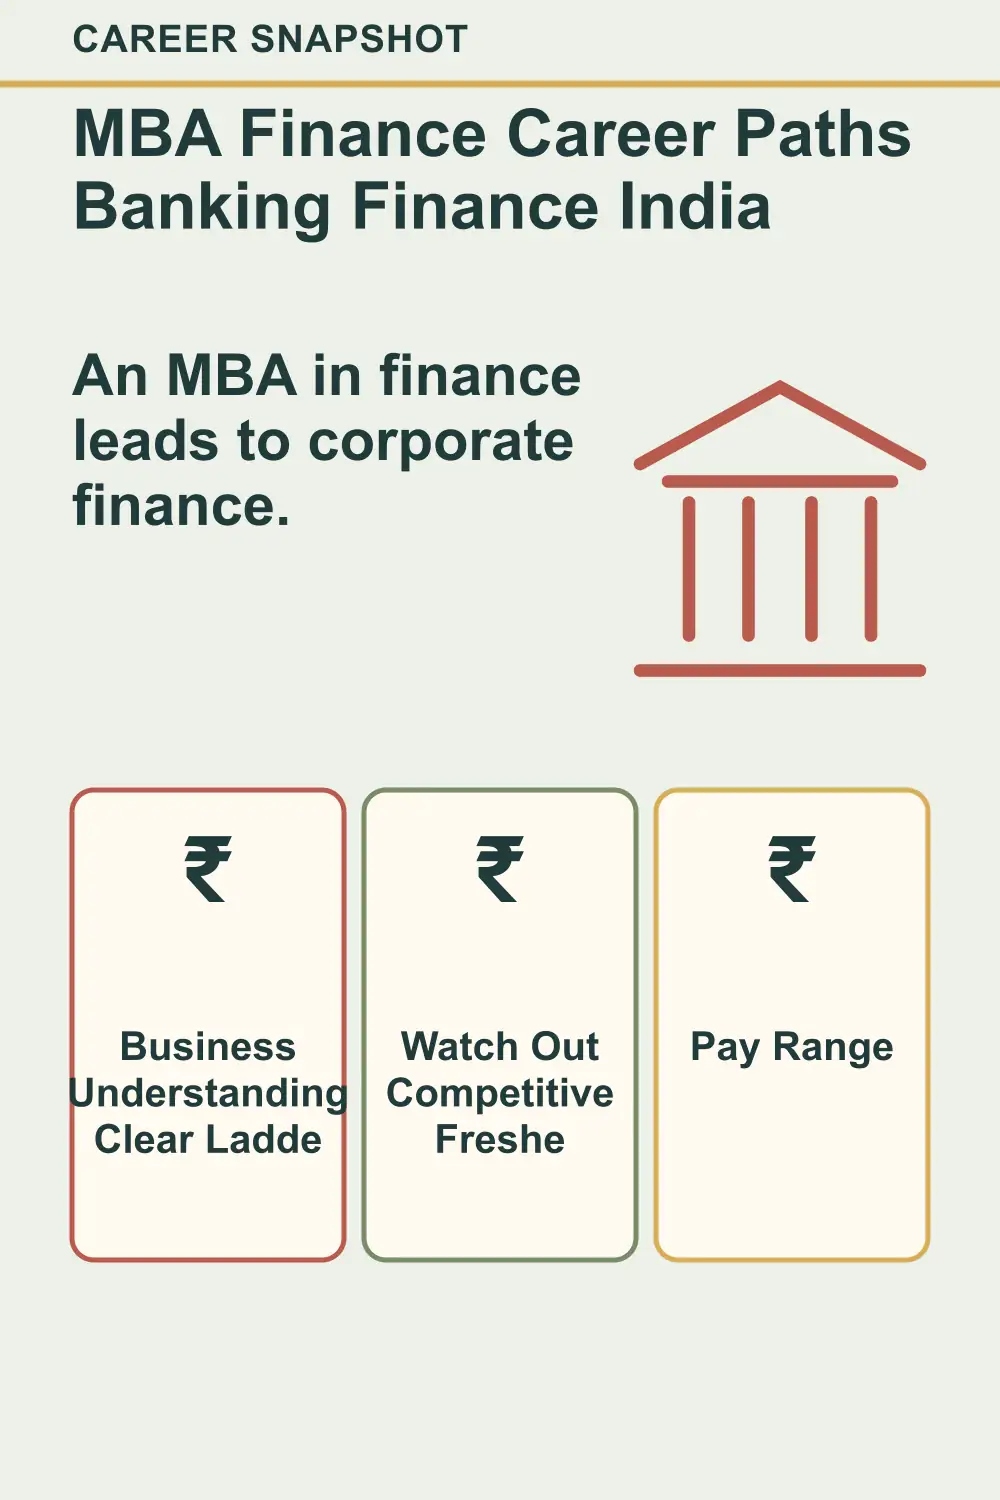 CAREER SNAPSHOT
MBA Finance Career Paths
Banking Finance India
An MBA in finance
leads to corporate
finance.
₹
Business
Understanding
Clear Ladde
₹
Watch Out
Competitive
Freshe
₹
Pay Range